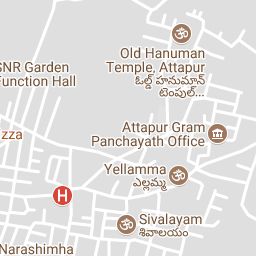 Old Hanuman
Temple, Attapur
ఓల్డ్ హనుమాన్
టెంపుల్...
SNR Garden
Function Hall
Attapur Gram
Panchayath Office
zza
Yellamma
ఎల్లమ్మ
H
Sivalayam
శివాలయం
Narashimha